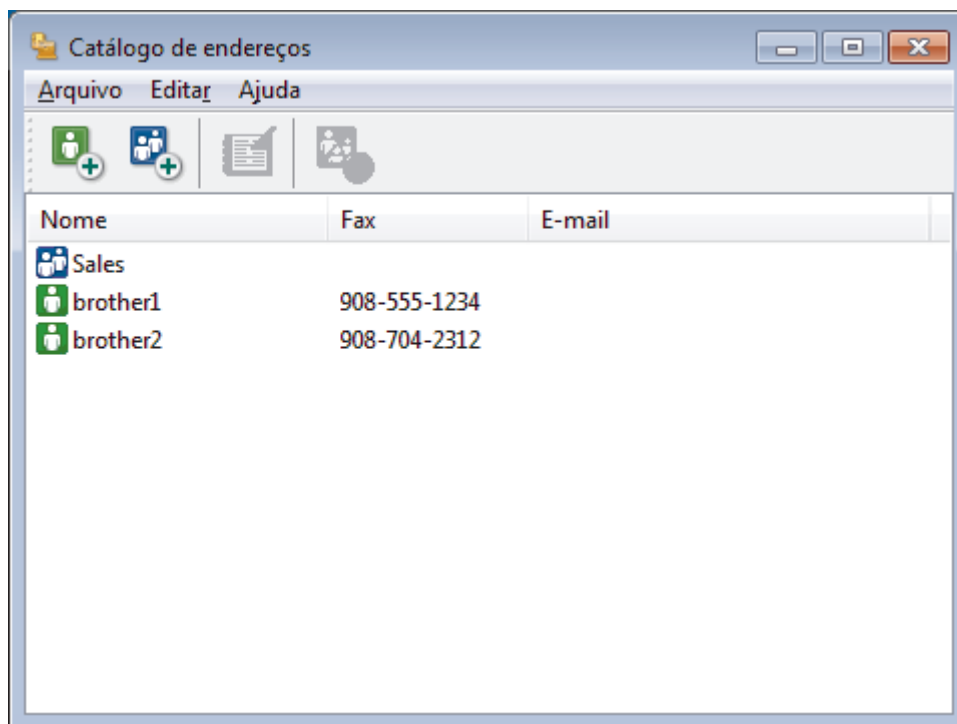 Catálogo de endereços
Arquivo Editar Ajuda
Nome Fax E-mail
Sales
brother1 908-555-1234
brother2 908-704-2312